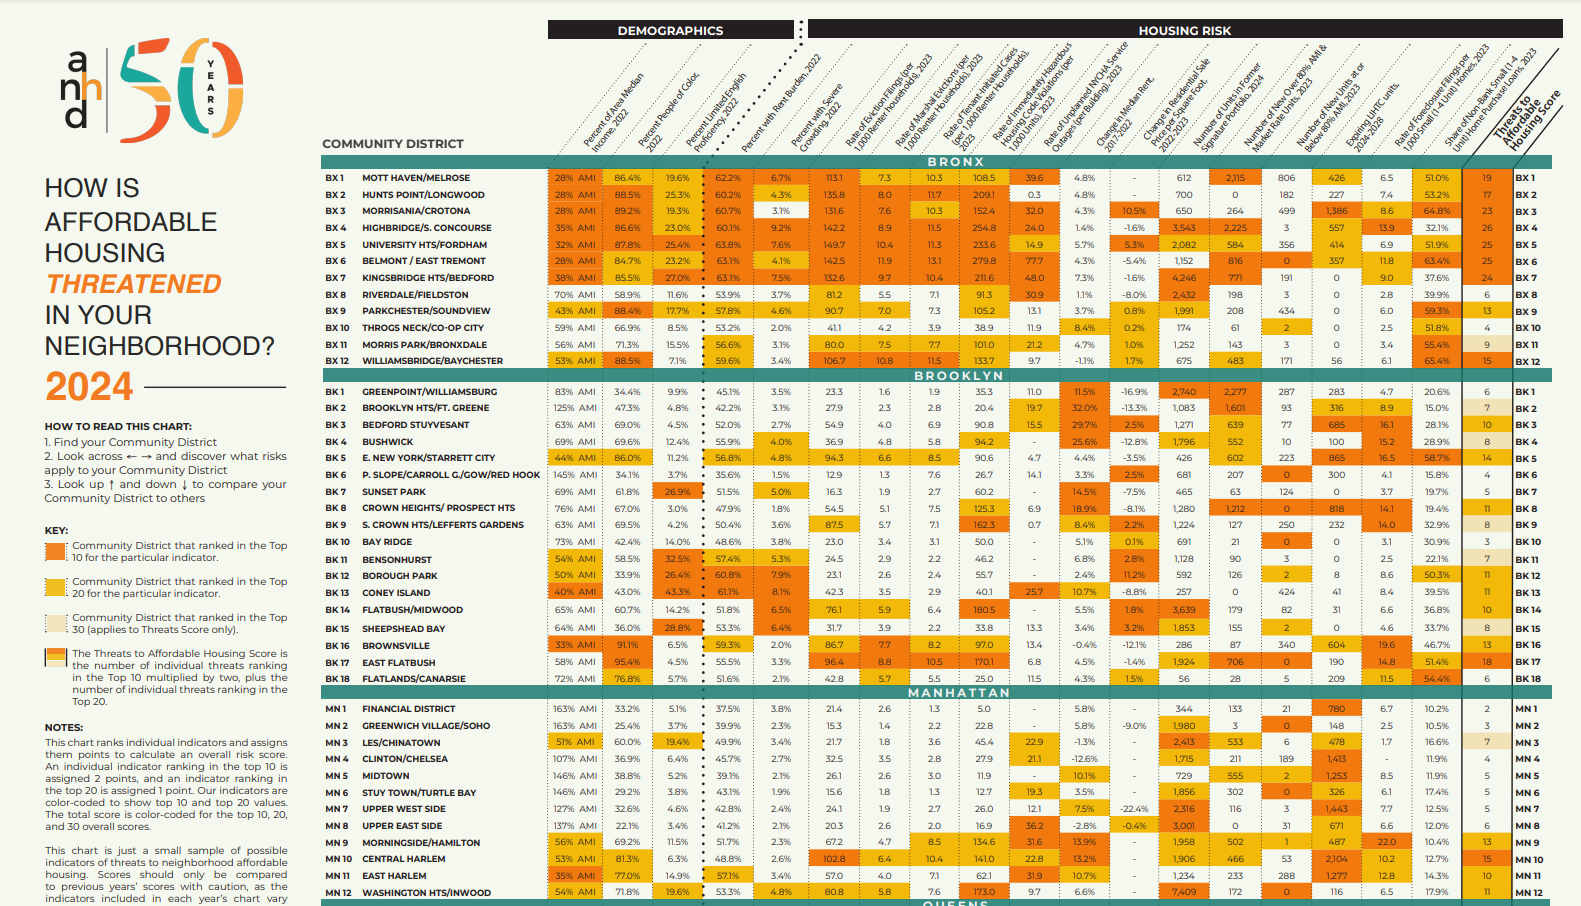 anhd
50
YEARS
HOW IS
AFFORDABLE
HOUSING
THREATENED
IN YOUR
NEIGHBORHOOD?
2024
HOW TO READ THIS CHART:
1. Find your Community District
2. Look across ← → and discover what risks
apply to your Community District
3. Look up ↑ and down ↓ to compare your
Community District to others
KEY:
Community District that ranked in the Top
10 for the particular indicator.
Community District that ranked in the Top
20 for the particular indicator.
Community District that ranked in the Top
30 (applies to Threats Score only).
The Threats to Affordable Housing Score is
the number of individual threats ranking
in the Top 10 multiplied by two, plus the
number of individual threats ranking in the
Top 20.
NOTES:
This chart ranks individual indicators and assigns
them points to calculate an overall risk score.
An individual indicator ranking in the top 10 is
assigned 2 points, and an indicator ranking in
the top 20 is assigned 1 point. Our indicators are
color-coded to show top 10 and top 20 values.
The total score is color-coded for the top 10, 20,
and 30 overall scores.
This chart is just a small sample of possible
indicators of threats to neighborhood affordable
housing. Scores should only be compared
to previous years' scores with caution, as the
indicators included in each year's chart vary
DEMOGRAPHICS
HOUSING RISK
COMMUNITY DISTRICT
Percent of Area Median
Income, 2022
Percent People of Color,
2022
Percent Limited English
Proficiency, 2022
Percent with Rent Burden, 2022
Percent with Severe
Crowding, 2022
Rate of Eviction Filings (per
1,000 Renter households), 2023
Rate of Marshal Evictions (per
1,000 Renter Households), 2023
Rate of Tenant-Initiated Cases
(per 1,000 Renter Households),
2023
Rate of Immediately Hazardous
Housing Code Violations (per
1,000 Units), 2023
Rate of Unplanned NYCHA Service
Outages (per Building), 2023
Change in Median Rent,
2017-2022
Change in Residential Sale
Price per Square Foot,
2022-2023
Number of Units in Former
Signature Portfolio, 2024
Number of New Over 80% AMI &
Market Rate Units, 2023
Number of New Units at or
Below 80% AMI, 2023
Expiring LIHTC units,
2024-2028
Rate of Foreclosure Filings per
1,000 Small (1-4 Unit) Homes, 2023
Share of Non-Bank Small (1-4
Unit) Home Purchase Loans, 2023
Threats to
Affordable
Housing Score
BRONX
BX 1 MOTT HAVEN/MELROSE 28% AMI 86.4% 19.6% 62.2% 6.7% 113.1 7.3 10.3 108.5 39.6 4.8% - 612 2,115 806 426 6.5 51.0% 19 BX 1
BX 2 HUNTS POINT/LONGWOOD 28% AMI 88.5% 25.3% 60.2% 4.3% 135.8 8.0 11.7 209.1 0.3 4.8% - 700 0 182 227 7.4 53.2% 17 BX 2
BX 3 MORRISANIA/CROTONA 28% AMI 89.2% 19.3% 60.7% 3.1% 131.6 7.6 10.3 152.4 32.0 4.3% 10.5% 650 264 499 1,386 8.6 64.8% 23 BX 3
BX 4 HIGHBRIDGE/S. CONCOURSE 35% AMI 86.6% 23.0% 60.1% 9.2% 142.2 8.9 11.5 254.8 24.0 1.4% -1.6% 3,543 2,225 3 557 13.9 32.1% 26 BX 4
BX 5 UNIVERSITY HTS/FORDHAM 32% AMI 87.8% 25.4% 63.8% 7.6% 149.7 10.4 11.3 233.6 14.9 5.7% 5.3% 2,082 584 356 414 6.9 51.9% 25 BX 5
BX 6 BELMONT / EAST TREMONT 28% AMI 84.7% 23.2% 63.1% 4.1% 142.5 11.9 13.1 279.8 77.7 4.3% -5.4% 1,152 816 0 357 11.8 63.4% 25 BX 6
BX 7 KINGSBRIDGE HTS/BEDFORD 38% AMI 85.5% 27.0% 63.1% 7.5% 132.6 9.7 10.4 211.6 48.0 7.3% -1.6% 4,246 771 191 0 9.0 37.6% 24 BX 7
BX 8 RIVERDALE/FIELDSTON 70% AMI 58.9% 11.6% 53.9% 3.7% 81.2 5.5 7.1 91.3 30.9 1.1% -8.0% 2,432 198 3 0 2.8 39.9% 6 BX 8
BX 9 PARKCHESTER/SOUNDVIEW 43% AMI 88.4% 17.7% 57.8% 4.6% 90.7 7.0 7.3 105.2 13.1 3.7% 0.8% 1,991 208 434 0 6.0 59.3% 13 BX 9
BX 10 THROGS NECK/CO-OP CITY 59% AMI 66.9% 8.5% 53.2% 2.0% 41.1 4.2 3.9 38.9 11.9 8.4% 0.2% 174 61 2 0 2.5 51.8% 4 BX 10
BX 11 MORRIS PARK/BRONXDALE 56% AMI 71.3% 15.5% 56.6% 3.1% 80.0 7.5 7.7 101.0 21.2 4.7% 1.0% 1,252 143 3 0 3.4 55.4% 9 BX 11
BX 12 WILLIAMSBRIDGE/BAYCHESTER 53% AMI 88.5% 7.1% 59.6% 3.4% 106.7 10.8 11.5 133.7 9.7 -1.1% 1.7% 675 483 171 56 6.1 65.4% 15 BX 12
BROOKLYN
BK 1 GREENPOINT/WILLIAMSBURG 83% AMI 34.4% 9.9% 45.1% 3.5% 23.3 1.6 1.9 35.3 11.0 11.5% -16.9% 2,740 2,277 287 283 4.7 20.6% 6 BK 1
BK 2 BROOKLYN HTS/FT. GREENE 125% AMI 47.3% 4.8% 42.2% 3.1% 27.9 2.3 2.8 20.4 19.7 32.0% -13.3% 1,083 1,601 93 316 8.9 15.0% 7 BK 2
BK 3 BEDFORD STUYVESANT 63% AMI 69.0% 4.5% 52.0% 2.7% 54.9 4.0 6.9 90.8 15.5 29.7% 2.5% 1,271 639 77 685 16.1 28.1% 10 BK 3
BK 4 BUSHWICK 69% AMI 69.6% 12.4% 55.9% 4.0% 36.9 4.8 5.8 94.2 - 25.6% -12.8% 1,796 552 10 100 15.2 28.9% 8 BK 4
BK 5 E. NEW YORK/STARRETT CITY 44% AMI 86.0% 11.2% 56.8% 4.8% 94.3 6.6 8.5 90.6 4.7 4.4% -3.5% 426 602 223 865 16.5 58.7% 14 BK 5
BK 6 P. SLOPE/CARROLL G./GOW/RED HOOK 145% AMI 34.1% 3.7% 35.6% 1.5% 12.9 1.3 7.6 26.7 14.1 3.3% 2.5% 681 207 0 300 4.1 15.8% 4 BK 6
BK 7 SUNSET PARK 69% AMI 61.8% 26.9% 51.5% 5.0% 16.3 1.9 2.7 60.2 - 14.5% -7.5% 465 63 124 0 3.7 19.7% 5 BK 7
BK 8 CROWN HEIGHTS/ PROSPECT HTS 76% AMI 67.0% 3.0% 47.9% 1.8% 54.5 5.1 7.5 125.3 6.9 18.9% -8.1% 1,280 1,212 0 818 14.1 19.4% 11 BK 8
BK 9 S. CROWN HTS/LEFFERTS GARDENS 63% AMI 69.5% 4.2% 50.4% 3.6% 87.5 5.7 7.1 162.3 0.7 8.4% 2.2% 1,224 127 250 232 14.0 32.9% 8 BK 9
BK 10 BAY RIDGE 73% AMI 42.4% 14.0% 48.6% 3.8% 23.0 3.4 3.1 50.0 - 5.1% 0.1% 691 21 0 0 3.1 30.9% 3 BK 10
BK 11 BENSONHURST 54% AMI 58.5% 32.5% 57.4% 5.3% 24.5 2.9 2.2 46.2 - 6.8% 2.8% 1,128 90 3 0 2.5 22.1% 7 BK 11
BK 12 BOROUGH PARK 50% AMI 33.9% 26.4% 60.8% 7.9% 23.1 2.6 2.4 55.7 - 2.4% 11.2% 592 126 2 8 8.6 50.3% 11 BK 12
BK 13 CONEY ISLAND 40% AMI 43.0% 43.3% 61.1% 8.1% 42.3 3.5 2.9 40.1 25.7 10.7% -8.8% 257 0 424 41 8.4 39.5% 11 BK 13
BK 14 FLATBUSH/MIDWOOD 65% AMI 60.7% 14.2% 51.8% 6.5% 76.1 5.9 6.4 180.5 - 5.5% 1.8% 3,639 179 82 31 6.6 36.8% 10 BK 14
BK 15 SHEEPSHEAD BAY 64% AMI 36.0% 28.8% 53.3% 6.4% 31.7 3.9 2.2 33.8 13.3 3.4% 3.2% 1,853 155 2 0 4.6 33.7% 8 BK 15
BK 16 BROWNSVILLE 33% AMI 91.1% 6.5% 59.3% 2.0% 86.7 7.7 8.2 97.0 13.4 -0.4% -12.1% 286 87 340 604 19.6 46.7% 13 BK 16
BK 17 EAST FLATBUSH 58% AMI 95.4% 4.5% 55.5% 3.3% 96.4 8.8 10.5 170.1 6.8 4.5% -1.4% 1,924 706 0 190 14.8 51.4% 18 BK 17
BK 18 FLATLANDS/CANARSIE 72% AMI 76.8% 5.7% 51.6% 2.1% 42.8 5.7 5.5 25.0 11.5 4.3% 1.5% 56 28 5 209 11.5 54.4% 6 BK 18
MANHATTAN
MN 1 FINANCIAL DISTRICT 163% AMI 33.2% 5.1% 37.5% 3.8% 21.4 2.6 1.3 5.0 - 5.8% - 344 133 21 780 6.7 10.2% 2 MN 1
MN 2 GREENWICH VILLAGE/SOHO 163% AMI 25.4% 3.7% 39.9% 2.3% 15.3 1.4 2.2 22.8 - 5.8% -9.0% 1,980 3 0 148 2.5 10.5% 3 MN 2
MN 3 LES/CHINATOWN 51% AMI 60.0% 19.4% 49.9% 3.4% 21.7 1.8 3.6 45.4 22.9 -1.3% - 2,413 533 6 478 1.7 16.6% 7 MN 3
MN 4 CLINTON/CHELSEA 107% AMI 36.9% 6.4% 45.7% 2.7% 32.5 3.5 2.8 27.9 21.1 -12.6% - 1,715 211 189 1,413 - 11.9% 4 MN 4
MN 5 MIDTOWN 146% AMI 38.8% 5.2% 39.1% 2.1% 26.1 2.6 3.0 11.9 - 10.1% - 729 555 2 1,253 8.5 11.9% 5 MN 5
MN 6 STUY TOWN/TURTLE BAY 146% AMI 29.2% 3.8% 43.1% 1.9% 15.6 1.8 1.3 12.7 19.3 3.5% - 1,856 302 0 326 6.1 17.4% 5 MN 6
MN 7 UPPER WEST SIDE 127% AMI 32.6% 4.6% 42.8% 2.4% 24.1 1.9 2.7 26.0 12.1 7.5% -22.4% 2,316 116 3 1,443 7.7 12.5% 5 MN 7
MN 8 UPPER EAST SIDE 137% AMI 22.1% 3.4% 41.2% 2.1% 20.3 2.6 2.0 16.9 36.2 -2.8% -0.4% 3,001 0 31 671 6.6 12.0% 6 MN 8
MN 9 MORNINGSIDE/HAMILTON 56% AMI 69.2% 11.5% 51.7% 2.3% 67.2 4.7 8.5 134.6 31.6 13.9% - 1,958 502 1 487 22.0 10.4% 13 MN 9
MN 10 CENTRAL HARLEM 53% AMI 81.3% 6.3% 48.8% 2.6% 102.8 6.4 10.4 141.0 22.8 13.2% - 1,906 466 53 2,104 10.2 12.7% 15 MN 10
MN 11 EAST HARLEM 35% AMI 77.0% 14.9% 57.1% 3.4% 57.0 4.0 7.1 62.1 31.9 10.7% - 1,234 233 288 1,277 12.8 14.3% 10 MN 11
MN 12 WASHINGTON HTS/INWOOD 54% AMI 71.8% 19.6% 53.3% 4.8% 80.8 5.8 7.6 173.0 9.7 6.6% - 7,409 172 0 116 6.5 17.9% 11 MN 12
QUEENS